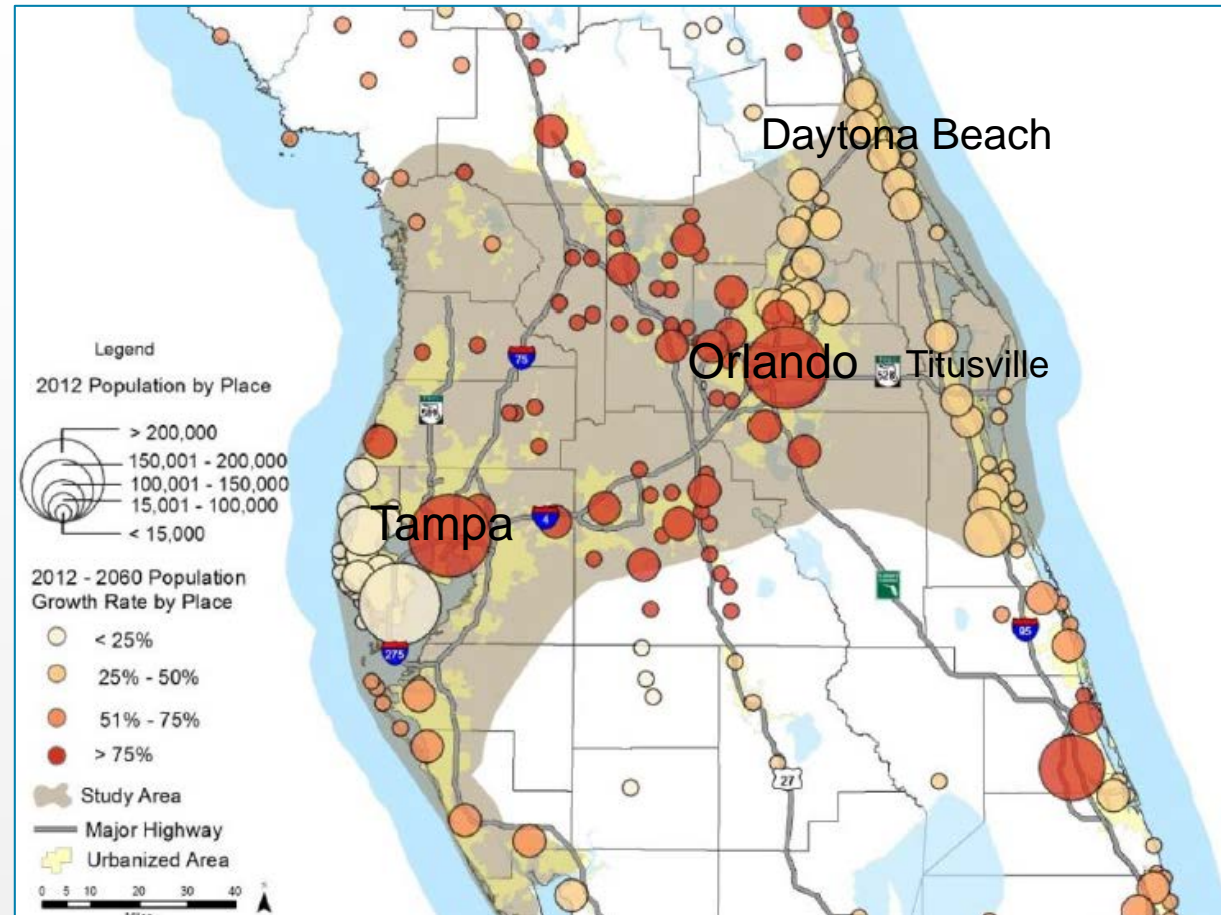 Daytona Beach
Orlando
Titusville
Tampa
75
4
275
95
27
528
589
Legend
2012 Population by Place
> 200,000
150,001 - 200,000
100,001 - 150,000
15,001 - 100,000
< 15,000
2012 - 2060 Population
Growth Rate by Place
< 25%
25% - 50%
51% - 75%
> 75%
Study Area
Major Highway
Urbanized Area
0 5 10 20 30 40
Miles